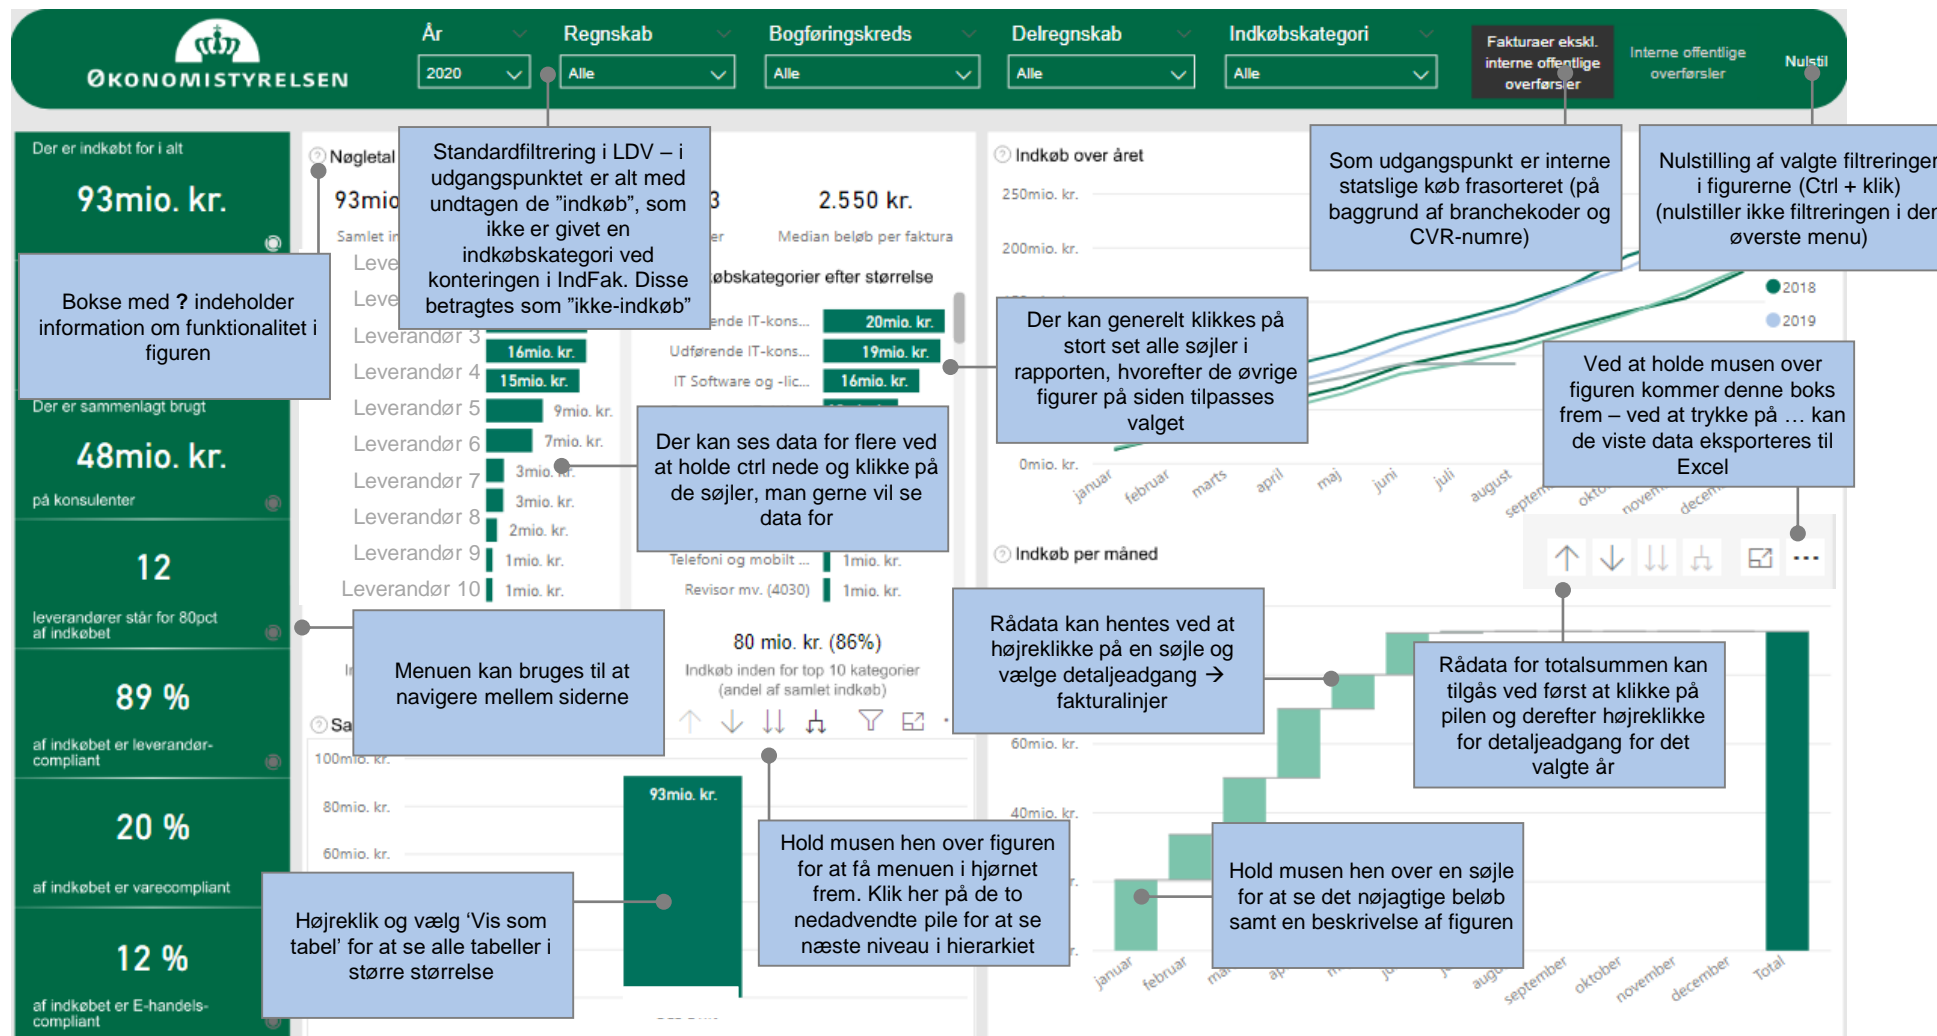 ØKONOMISTYRELSEN
År
2020
Regnskab
Alle
Bogføringskreds
Alle
Delregnskab
Alle
Indkøbskategori
Alle
Fakturaer ekskl.
interne offentlige
overførsler
Interne offentlige
overførsler
Nulstil
Der er indkøbt for i alt
93mio. kr.
Bokse med ? indeholder
information om funktionalitet i
figuren
Der er sammenlagt brugt
48mio. kr.
på konsulenter
12
leverandører står for 80pct
af indkøbet
89 %
af indkøbet er leverandør-
compliant
20 %
af indkøbet er varecompliant
12 %
af indkøbet er E-handels-
compliant
Nøgletal
Standardfiltrering i LDV – i
udgangspunktet er alt med
undtagen de ”indkøb”, som
ikke er givet en
indkøbskategori ved
konteringen i IndFak. Disse
betragtes som ”ikke-indkøb”
93mio
Samlet in
3
er
2.550 kr.
Median beløb per faktura
Leve
Leve
Leverandør 3
Leverandør 4
Leverandør 5
Leverandør 6
Leverandør 7
Leverandør 8
Leverandør 9
Leverandør 10
16mio. kr.
15mio. kr.
9mio. kr.
7mio. kr.
3mio. kr.
3mio. kr.
2mio. kr.
1mio. kr.
1mio. kr.
øbskategorier efter størrelse
ende IT-kons...
20mio. kr.
Udførende IT-kons...
19mio. kr.
IT Software og -lic...
16mio. kr.
Der kan ses data for flere ved
at holde ctrl nede og klikke på
de søjler, man gerne vil se
data for
Telefoni og mobilt ...
1mio. kr.
Revisor mv. (4030)
1mio. kr.
80 mio. kr. (86%)
Indkøb inden for top 10 kategorier
(andel af samlet indkøb)
Menuen kan bruges til at
navigere mellem siderne
Sa
100mio. kr.
80mio. kr.
60mio. kr.
93mio. kr.
Højreklik og vælg ‘Vis som
tabel’ for at se alle tabeller i
større størrelse
Hold musen hen over figuren
for at få menuen i hjørnet
frem. Klik her på de to
nedadvendte pile for at se
næste niveau i hierarkiet
Indkøb over året
250mio. kr.
200mio. kr.
0mio. kr.
januar
februar
marts
april
maj
juni
juli
august
2018
2019
Som udgangspunkt er interne
statslige køb frasorteret (på
baggrund af branchekoder og
CVR-numre)
Nulstilling af valgte filtreringer
i figurerne (Ctrl + klik)
(nulstiller ikke filtreringen i den
øverste menu)
Der kan generelt klikkes på
stort set alle søjler i
rapporten, hvorefter de øvrige
figurer på siden tilpasses
valget
Ved at holde musen over
figuren kommer denne boks
frem – ved at trykke på … kan
de viste data eksporteres til
Excel
Indkøb per måned
Rådata kan hentes ved at
højreklikke på en søjle og
vælge detaljeadgang →
fakturalinjer
Rådata for totalsummen kan
tilgås ved først at klikke på
pilen og derefter højreklikke
for detaljeadgang for det
valgte år
60mio. kr.
40mio. kr.
Hold musen hen over en søjle
for at se det nøjagtige beløb
samt en beskrivelse af figuren
januar
februar
september
oktober
november
december
Total